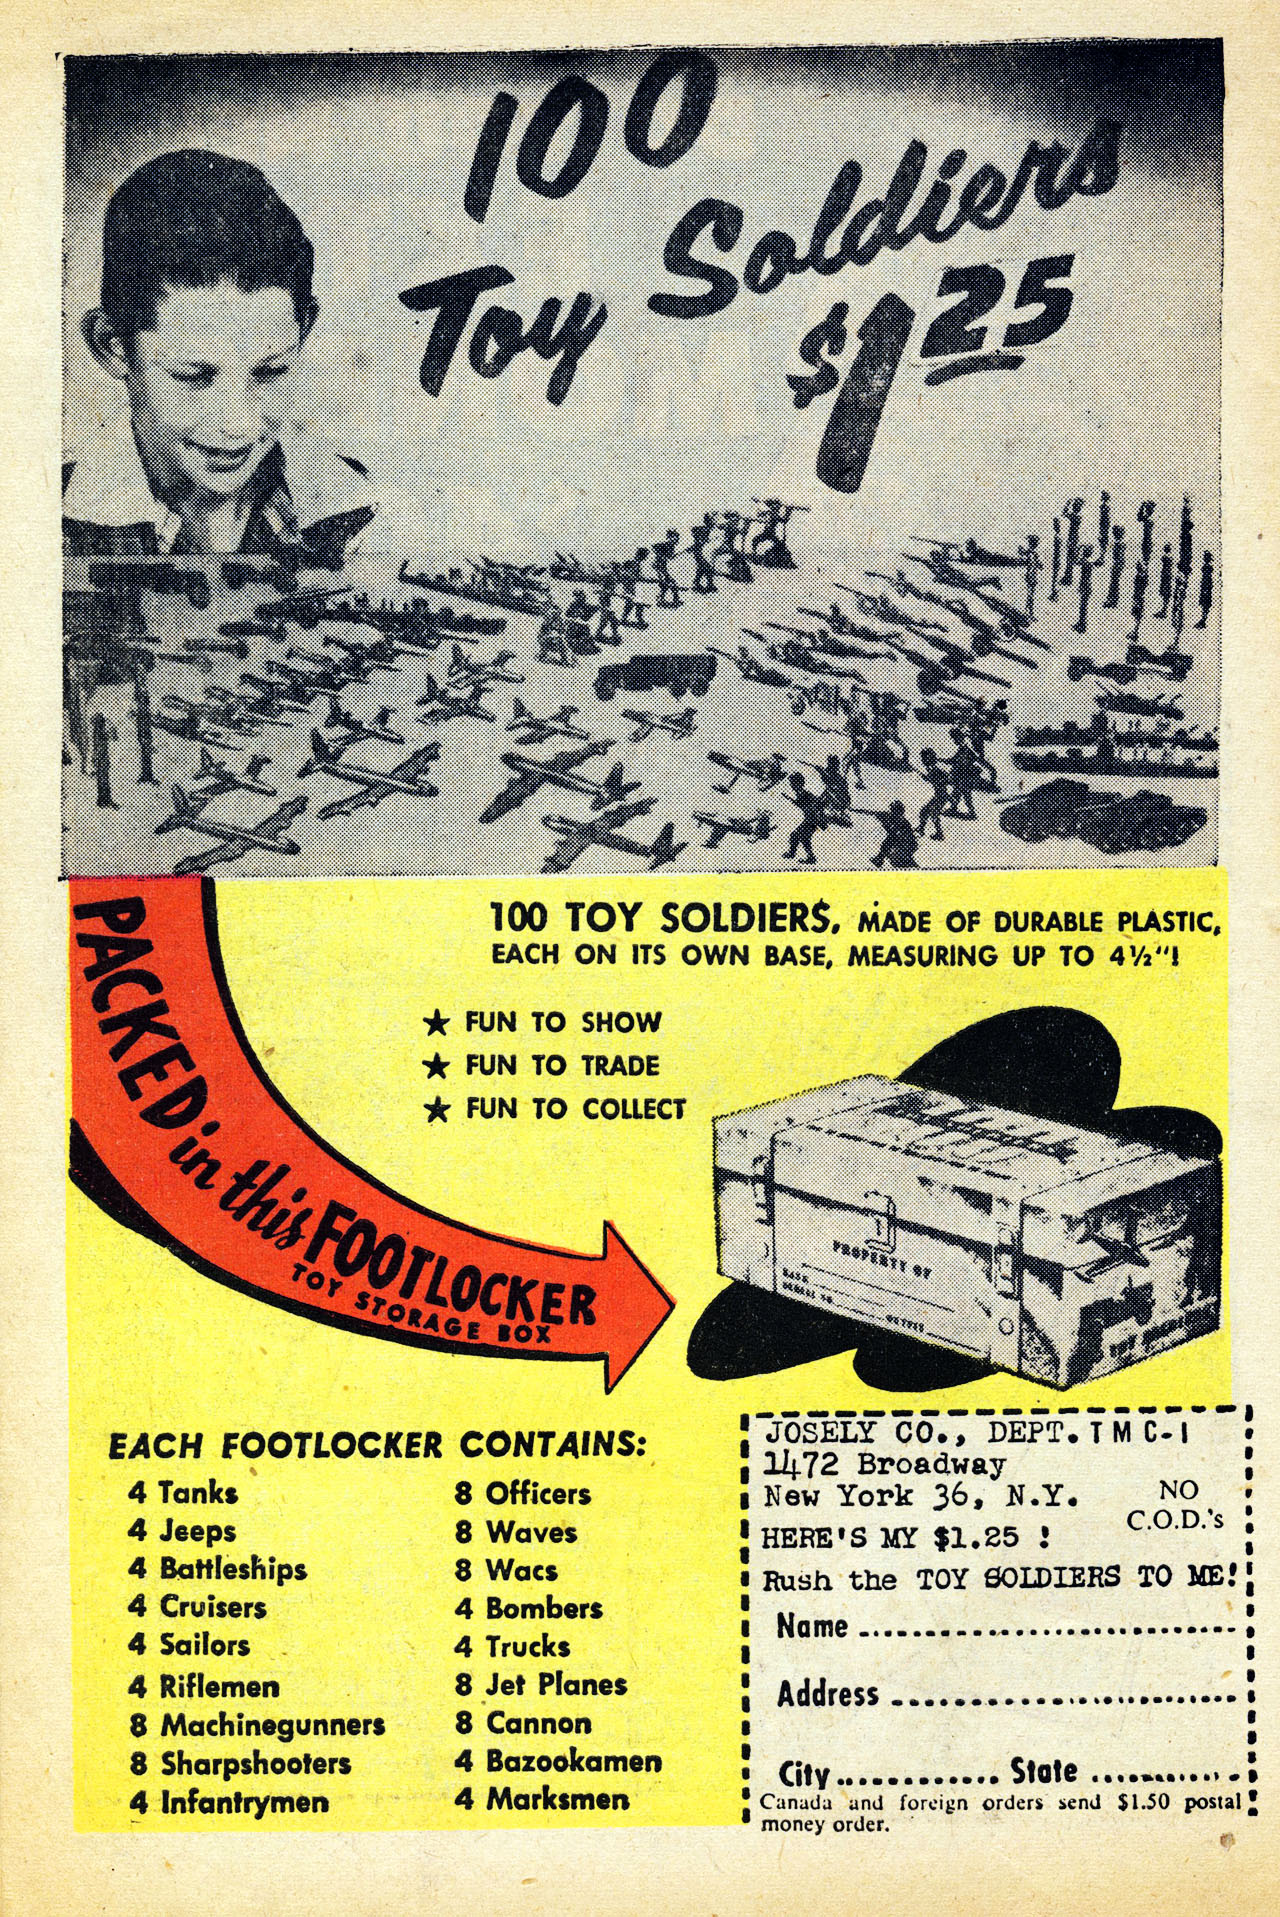 100
Toy Soldiers
$1 25
100 TOY SOLDIERS, MADE OF DURABLE PLASTIC,
EACH ON ITS OWN BASE, MEASURING UP TO 4½"!
★ FUN TO SHOW
★ FUN TO TRADE
★ FUN TO COLLECT
PACKED in this FOOTLOCKER
TOY STORAGE BOX
PROPERTY OF
EACH FOOTLOCKER CONTAINS:
4 Tanks
4 Jeeps
4 Battleships
4 Cruisers
4 Sailors
4 Riflemen
8 Machinegunners
8 Sharpshooters
4 Infantrymen
8 Officers
8 Waves
8 Wacs
4 Bombers
4 Trucks
8 Jet Planes
8 Cannon
4 Bazookamen
4 Marksmen
JOSELY CO., DEPT. TMC-1
1472 Broadway
New York 36, N.Y.
NO
C.O.D.'s
HERE'S MY $1.25 !
Rush the TOY SOLDIERS TO ME!
Name
Address
City State
Canada and foreign orders send $1.50 postal
money order.